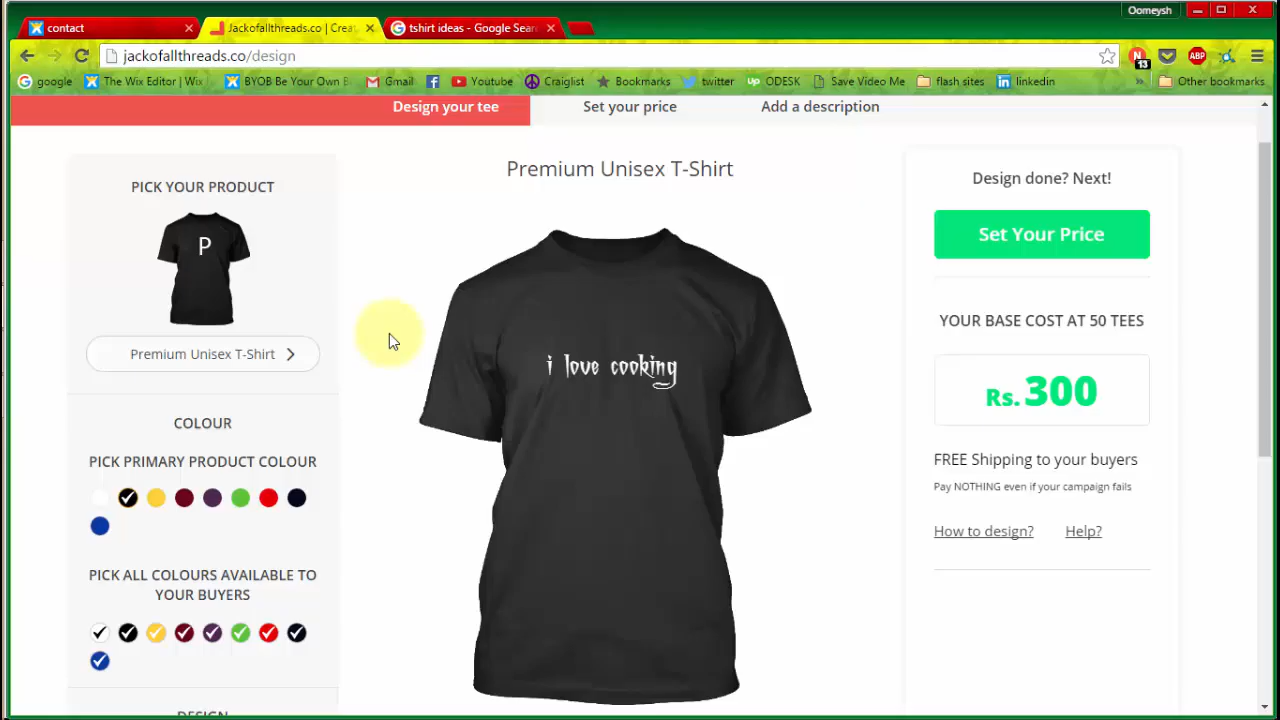 Oomeysh
contact
Jackofallthreads.co | Crea
tshirt ideas - Google Sear
jackofallthreads.co/design
13
ABP
google
The Wix Editor | Wix
BYOB Be Your Own B
Gmail
Youtube
Craiglist
Bookmarks
twitter
ODESK
Save Video Me
flash sites
linkedin
»
Other bookmarks
Design your tee
Set your price
Add a description
PICK YOUR PRODUCT
P
Premium Unisex T-Shirt
COLOUR
PICK PRIMARY PRODUCT COLOUR
PICK ALL COLOURS AVAILABLE TO
YOUR BUYERS
DESIGN
Premium Unisex T-Shirt
i love cooking
Design done? Next!
Set Your Price
YOUR BASE COST AT 50 TEES
Rs. 300
FREE Shipping to your buyers
Pay NOTHING even if your campaign fails
How to design? Help?